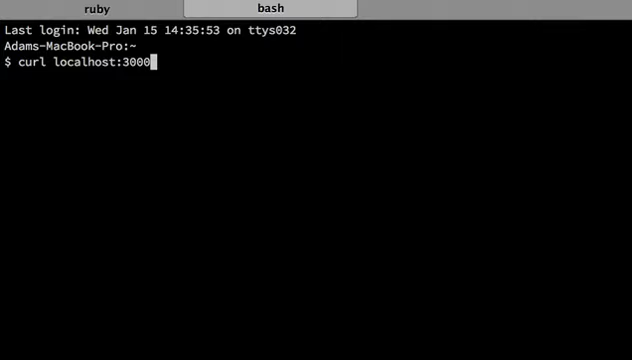 ruby
bash
Last login: Wed Jan 15 14:35:53 on ttys032
Adams-MacBook-Pro:~
$ curl localhost:3000